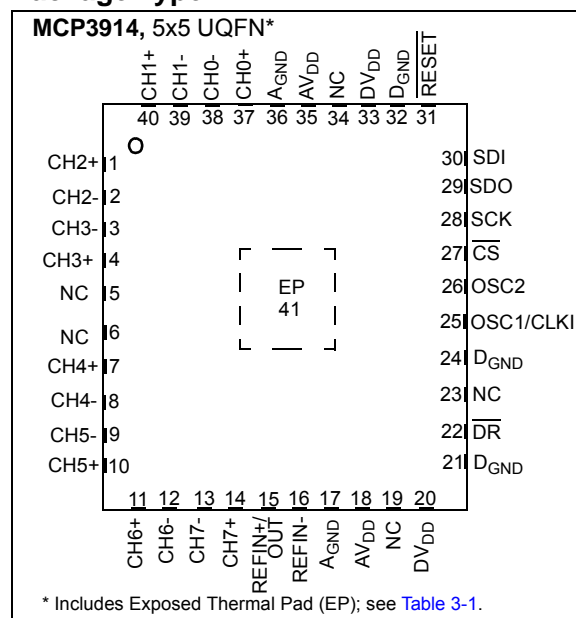 MCP3914, 5x5 UQFN*
CH1+
CH1-
CH0-
CH0+
AGND
AVDD
NC
DVDD
DGND
RESET
40 39 38 37 36 35 34 33 32 31
CH2+ 1
CH2- 2
CH3- 3
CH3+ 4
NC 5
NC 6
CH4+ 7
CH4- 8
CH5- 9
CH5+ 10
EP
41
30 SDI
29 SDO
28 SCK
27 CS
26 OSC2
25 OSC1/CLKI
24 DGND
23 NC
22 DR
21 DGND
11 12 13 14 15 16 17 18 19 20
CH6+
CH6-
CH7-
CH7+
REFIN+/
OUT
REFIN-
AGND
AVDD
NC
DVDD
* Includes Exposed Thermal Pad (EP); see Table 3-1.